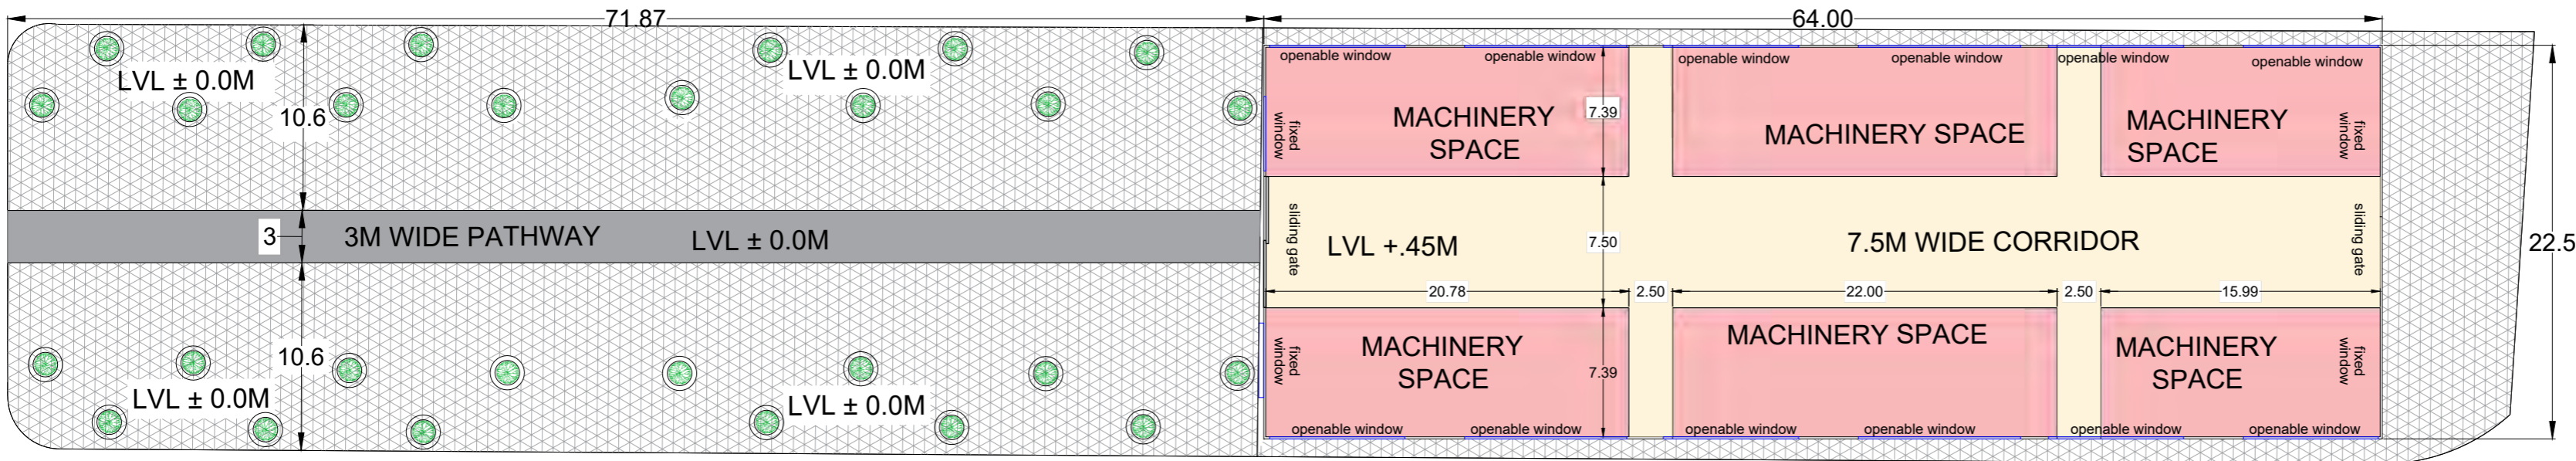 71.87
64.00
openable window
openable window
openable window
openable window
openable window
openable window
LVL ± 0.0M
LVL ± 0.0M
10.6
fixed
window
MACHINERY
SPACE
7.39
MACHINERY SPACE
MACHINERY
SPACE
fixed
window
3
3M WIDE PATHWAY
LVL ± 0.0M
sliding gate
LVL +.45M
7.50
7.5M WIDE CORRIDOR
sliding gate
22.5
20.78
2.50
22.00
2.50
15.99
10.6
LVL ± 0.0M
LVL ± 0.0M
fixed
window
MACHINERY
SPACE
7.39
MACHINERY SPACE
MACHINERY
SPACE
fixed
window
openable window
openable window
openable window
openable window
openable window
openable window